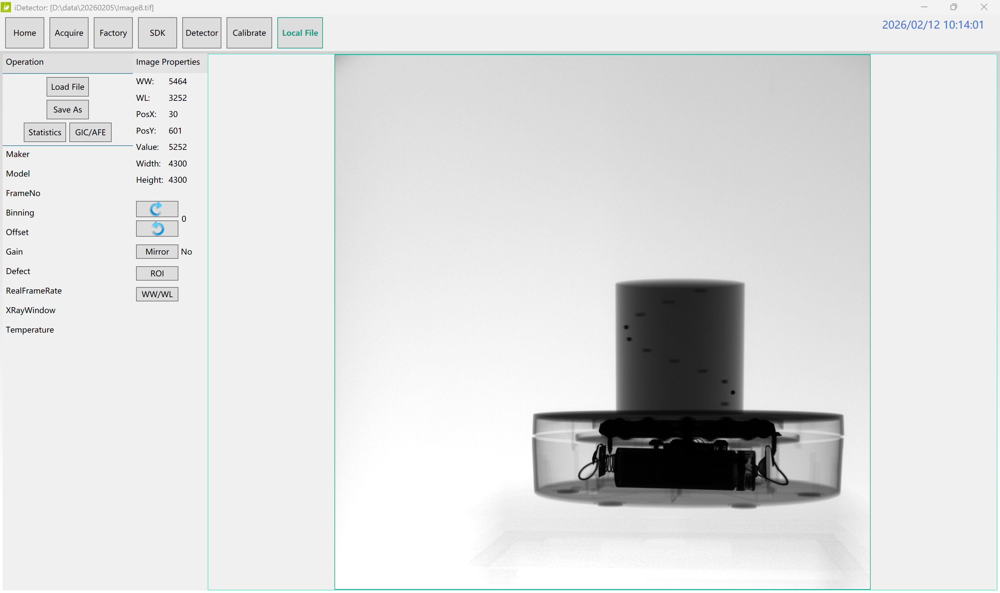 iDetector: [D:\data\20260205\Image8.tif]
Home Acquire Factory SDK Detector Calibrate Local File
2026/02/12 10:14:01
Operation
Load File
Save As
Statistics GIC/AFE
Maker
Model
FrameNo
Binning
Offset
Gain
Defect
RealFrameRate
XRayWindow
Temperature
Image Properties
WW: 5464
WL: 3252
PosX: 30
PosY: 601
Value: 5252
Width: 4300
Height: 4300
0
Mirror No
ROI
WW/WL